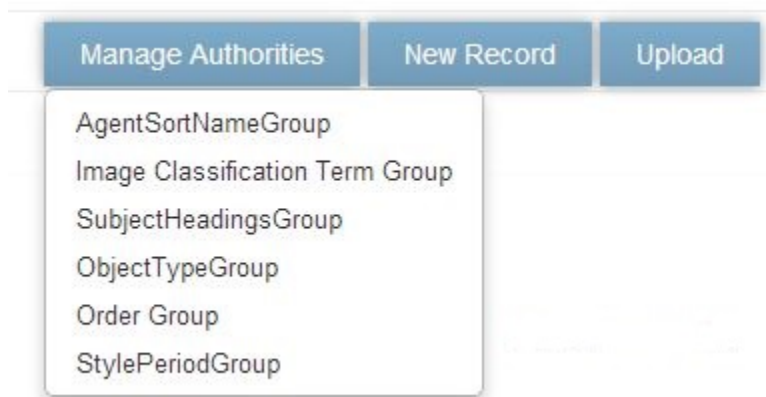 Manage Authorities New Record Upload
AgentSortNameGroup
Image Classification Term Group
SubjectHeadingsGroup
ObjectTypeGroup
Order Group
StylePeriodGroup